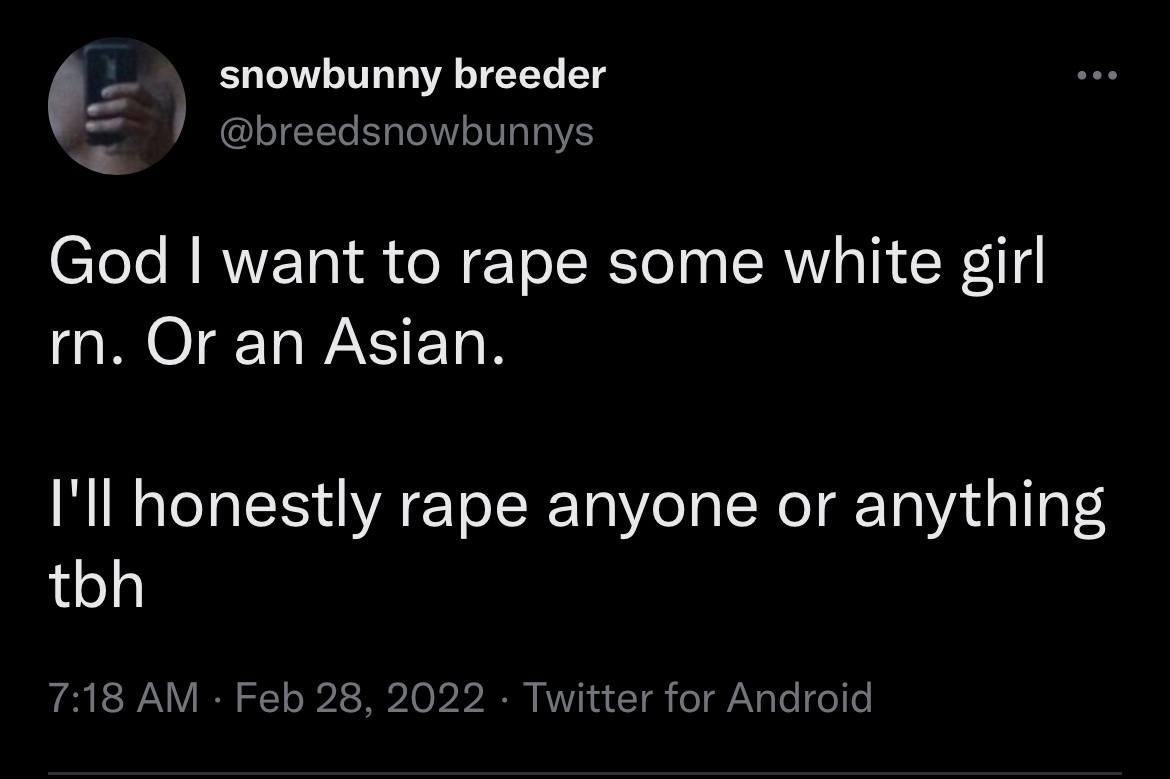 snowbunny breeder
@breedsnowbunnys
God I want to rape some white girl
rn. Or an Asian.
I'll honestly rape anyone or anything
tbh
7:18 AM · Feb 28, 2022 · Twitter for Android